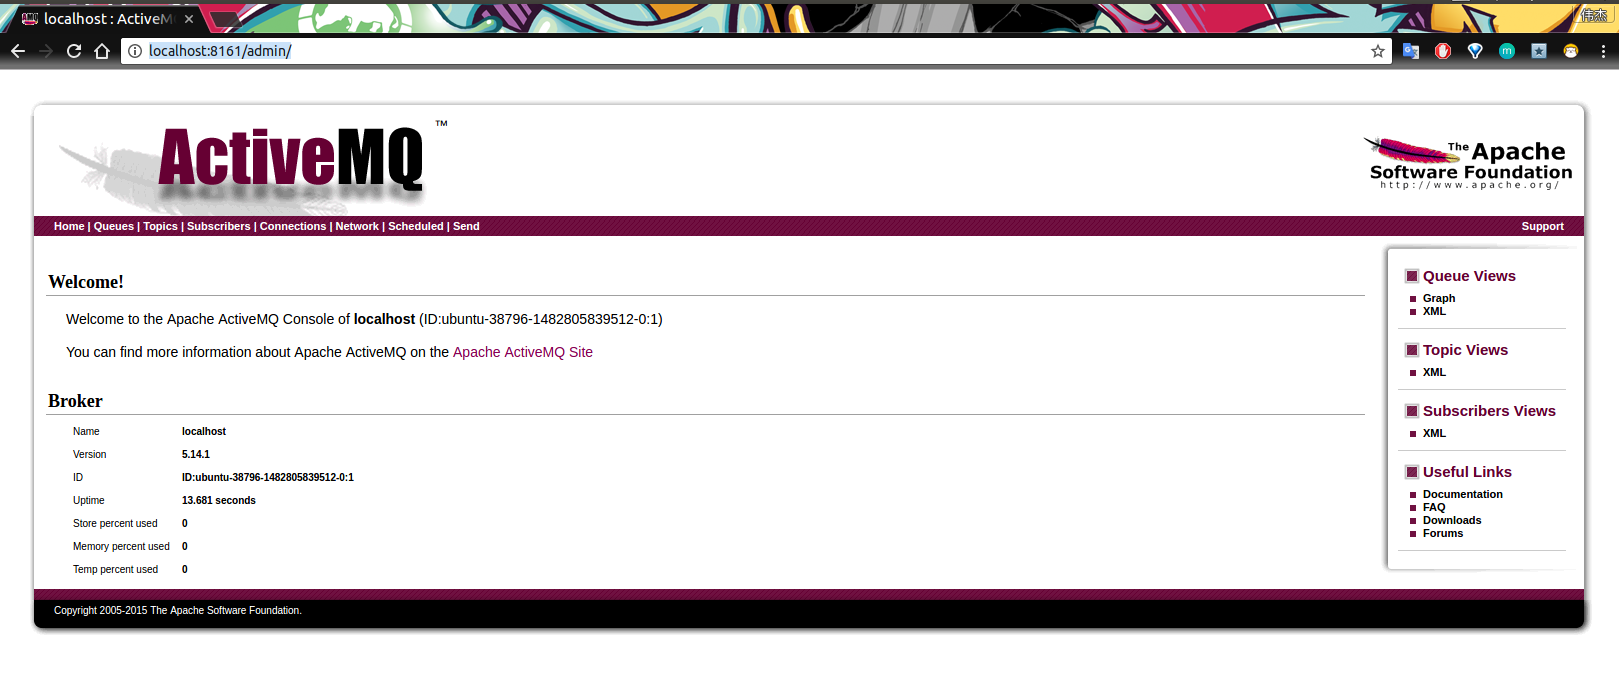 localhost : ActiveM
伟杰
localhost:8161/admin/
ActiveMQ ™
The Apache
Software Foundation
http://www.apache.org/
Home | Queues | Topics | Subscribers | Connections | Network | Scheduled | Send
Support
Welcome!
Welcome to the Apache ActiveMQ Console of localhost (ID:ubuntu-38796-1482805839512-0:1)
You can find more information about Apache ActiveMQ on the Apache ActiveMQ Site
Broker
Name localhost
Version 5.14.1
ID ID:ubuntu-38796-1482805839512-0:1
Uptime 13.681 seconds
Store percent used 0
Memory percent used 0
Temp percent used 0
Queue Views
Graph
XML
Topic Views
XML
Subscribers Views
XML
Useful Links
Documentation
FAQ
Downloads
Forums
Copyright 2005-2015 The Apache Software Foundation.